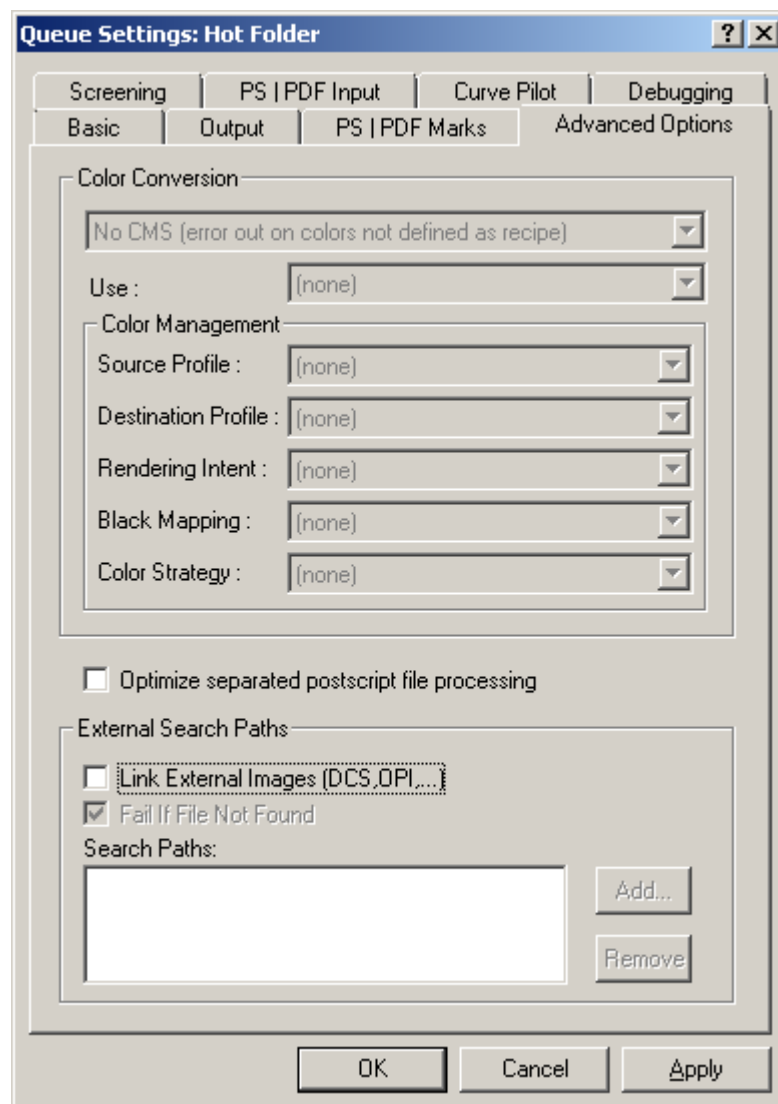 Queue Settings: Hot Folder
Screening
PS | PDF Input
Curve Pilot
Debugging
Basic
Output
PS | PDF Marks
Advanced Options
Color Conversion
No CMS (error out on colors not defined as recipe)
Use :
(none)
Color Management
Source Profile :
(none)
Destination Profile :
(none)
Rendering Intent :
(none)
Black Mapping :
(none)
Color Strategy :
(none)
Optimize separated postscript file processing
External Search Paths
Link External Images (DCS,OPI,...)
Fail If File Not Found
Search Paths:
Add...
Remove
OK
Cancel
Apply